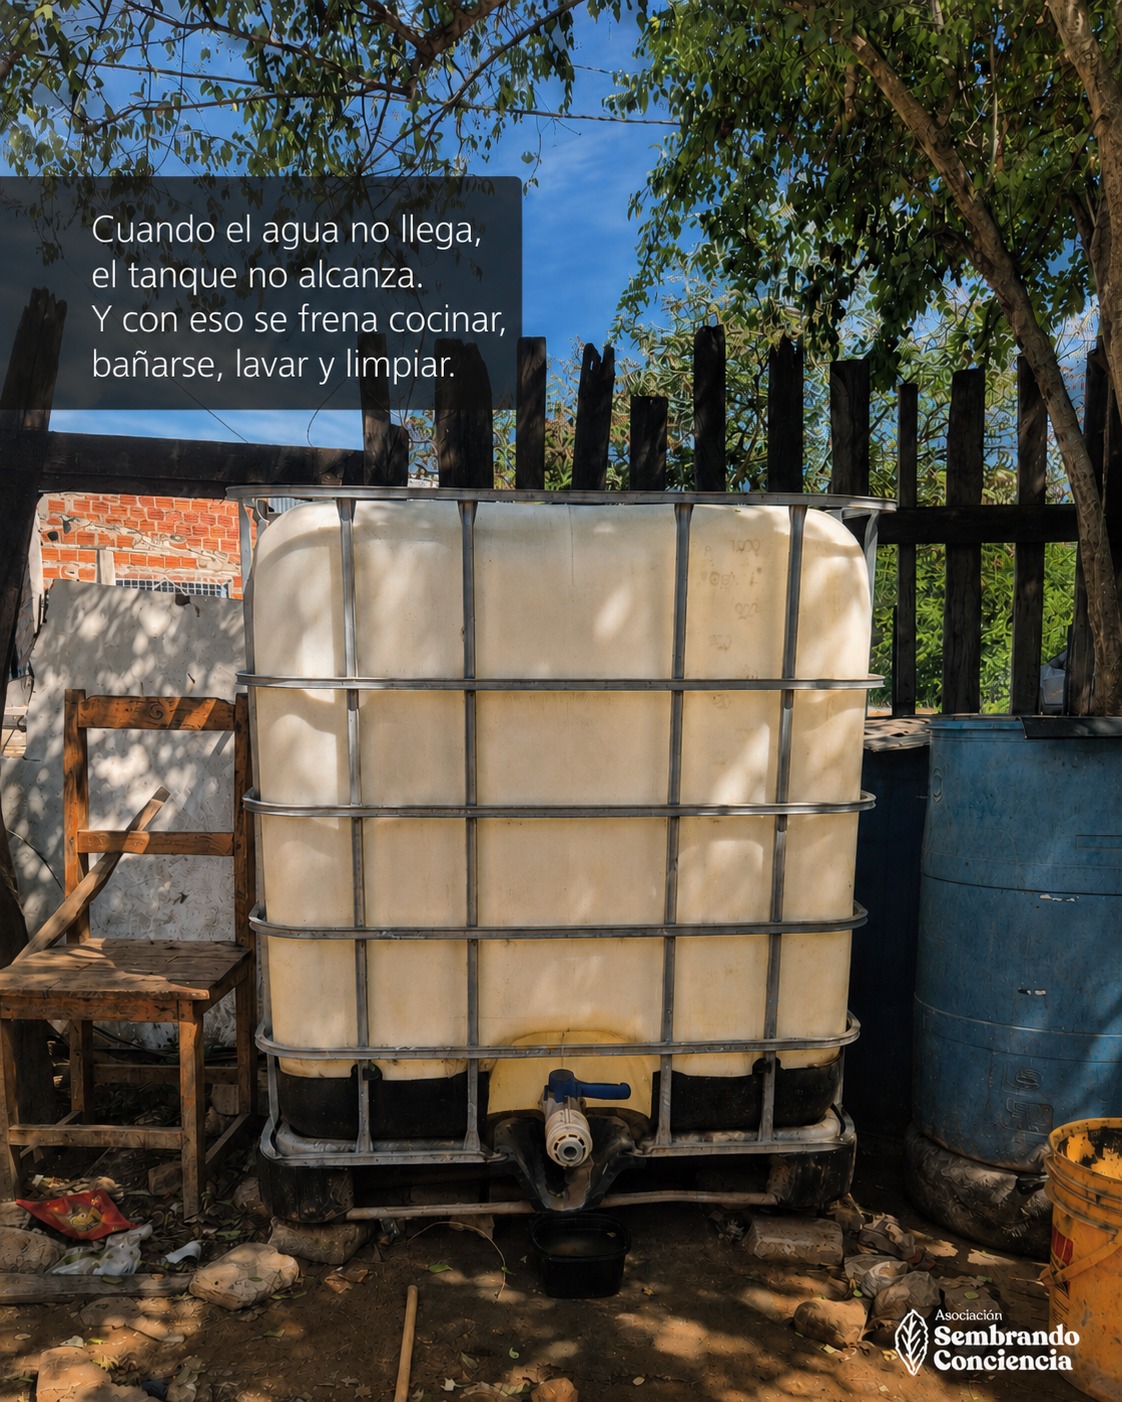 Cuando el agua no llega,
el tanque no alcanza.
Y con eso se frena cocinar,
bañarse, lavar y limpiar.
Asociación
Sembrando
Conciencia